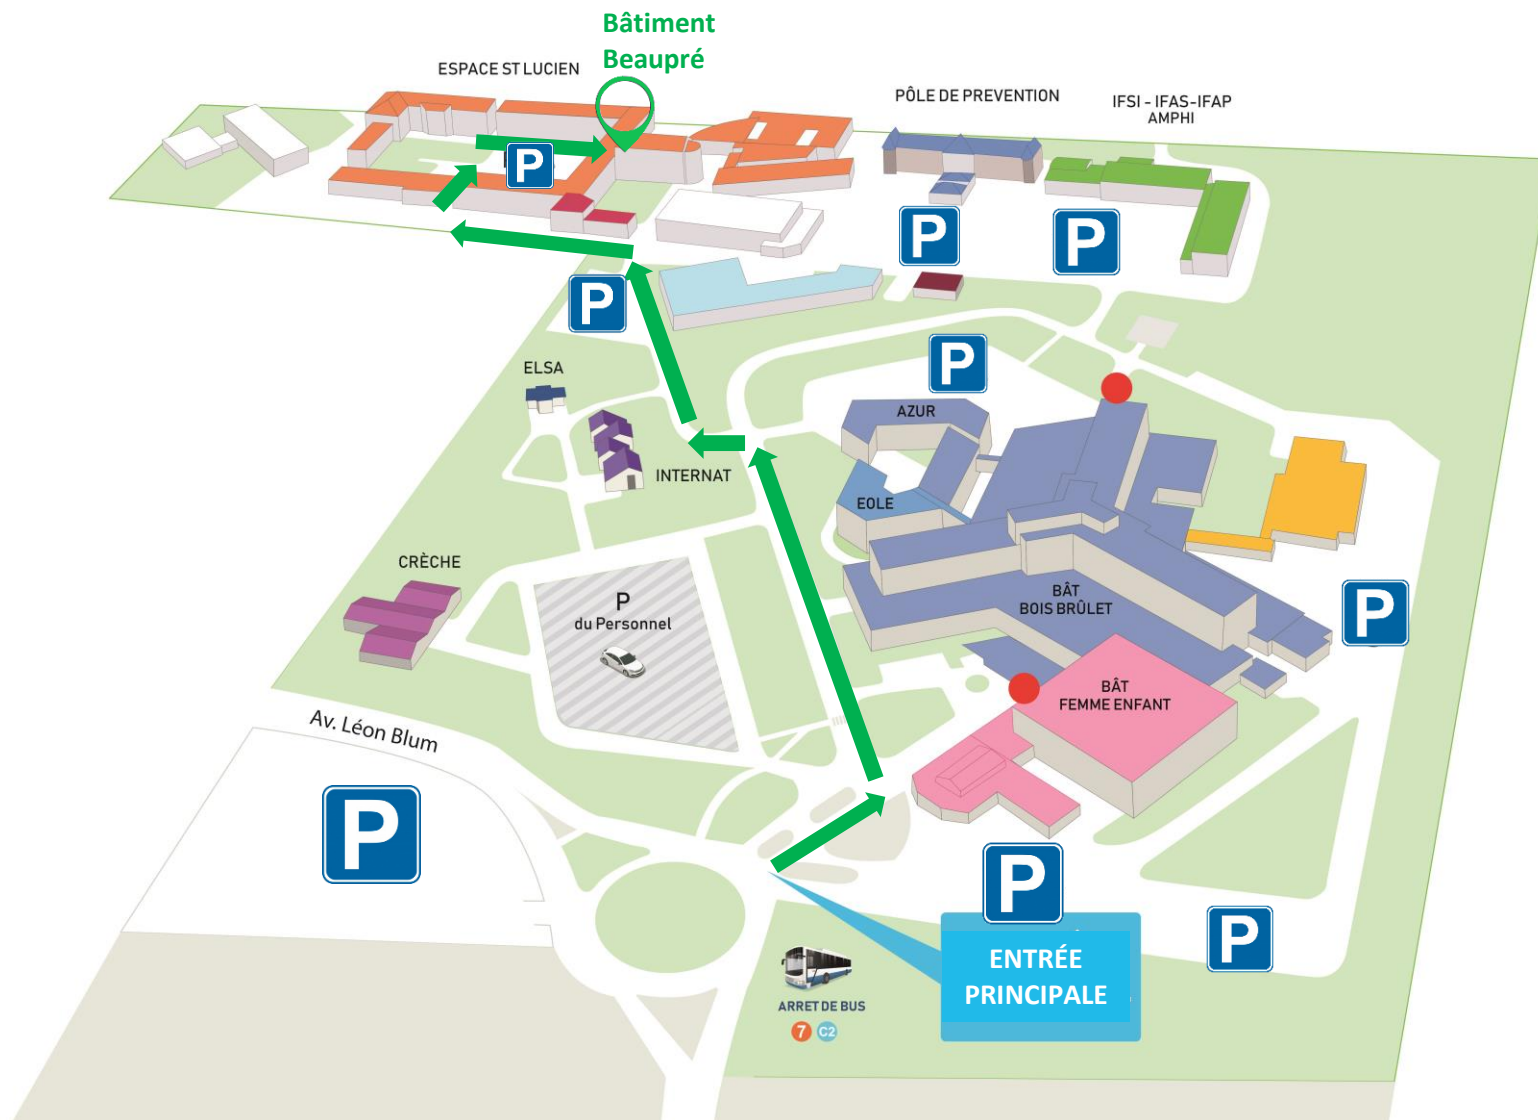 Bâtiment
Beaupré
ESPACE ST LUCIEN
PÔLE DE PREVENTION
IFSI - IFAS-IFAP
AMPHI
P
P
P
P
P
ELSA
AZUR
INTERNAT
EOLE
CRÈCHE
P
du Personnel
BÂT
BOIS BRÛLET
P
BÂT
FEMME ENFANT
Av. Léon Blum
P
P
P
ENTRÉE
PRINCIPALE
ARRET DE BUS
7 C2